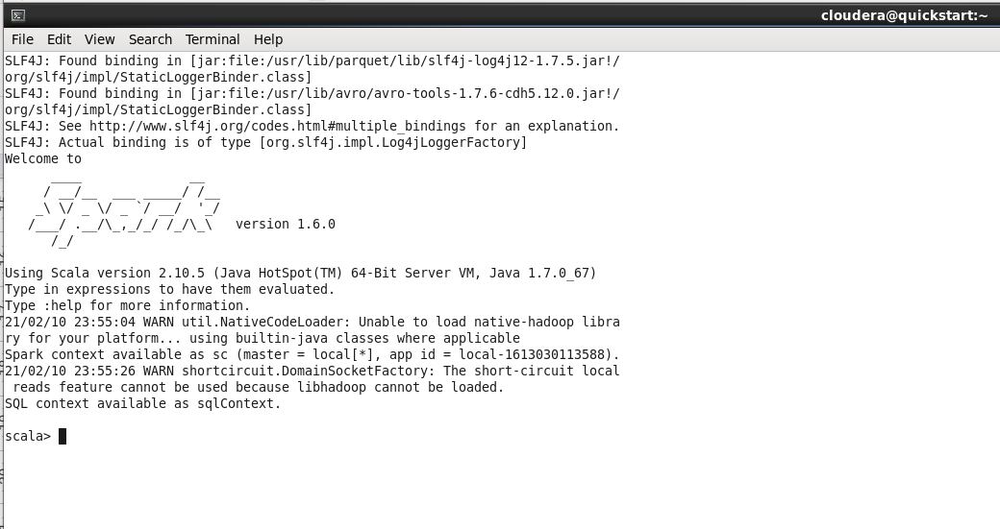 cloudera@quickstart:~
File Edit View Search Terminal Help
SLF4J: Found binding in [jar:file:/usr/lib/parquet/lib/slf4j-log4j12-1.7.5.jar!/
org/slf4j/impl/StaticLoggerBinder.class]
SLF4J: Found binding in [jar:file:/usr/lib/avro/avro-tools-1.7.6-cdh5.12.0.jar!/
org/slf4j/impl/StaticLoggerBinder.class]
SLF4J: See http://www.slf4j.org/codes.html#multiple_bindings for an explanation.
SLF4J: Actual binding is of type [org.slf4j.impl.Log4jLoggerFactory]
Welcome to
      ____              __
     / __/__  ___ _____/ /__
    _\ \/ _ \/ _ `/ __/  '_/
   /___/ .__/\_,_/_/ /_/\_\   version 1.6.0
      /_/
Using Scala version 2.10.5 (Java HotSpot(TM) 64-Bit Server VM, Java 1.7.0_67)
Type in expressions to have them evaluated.
Type :help for more information.
21/02/10 23:55:04 WARN util.NativeCodeLoader: Unable to load native-hadoop libra
ry for your platform... using builtin-java classes where applicable
Spark context available as sc (master = local[*], app id = local-1613030113588).
21/02/10 23:55:26 WARN shortcircuit.DomainSocketFactory: The short-circuit local
 reads feature cannot be used because libhadoop cannot be loaded.
SQL context available as sqlContext.
scala>